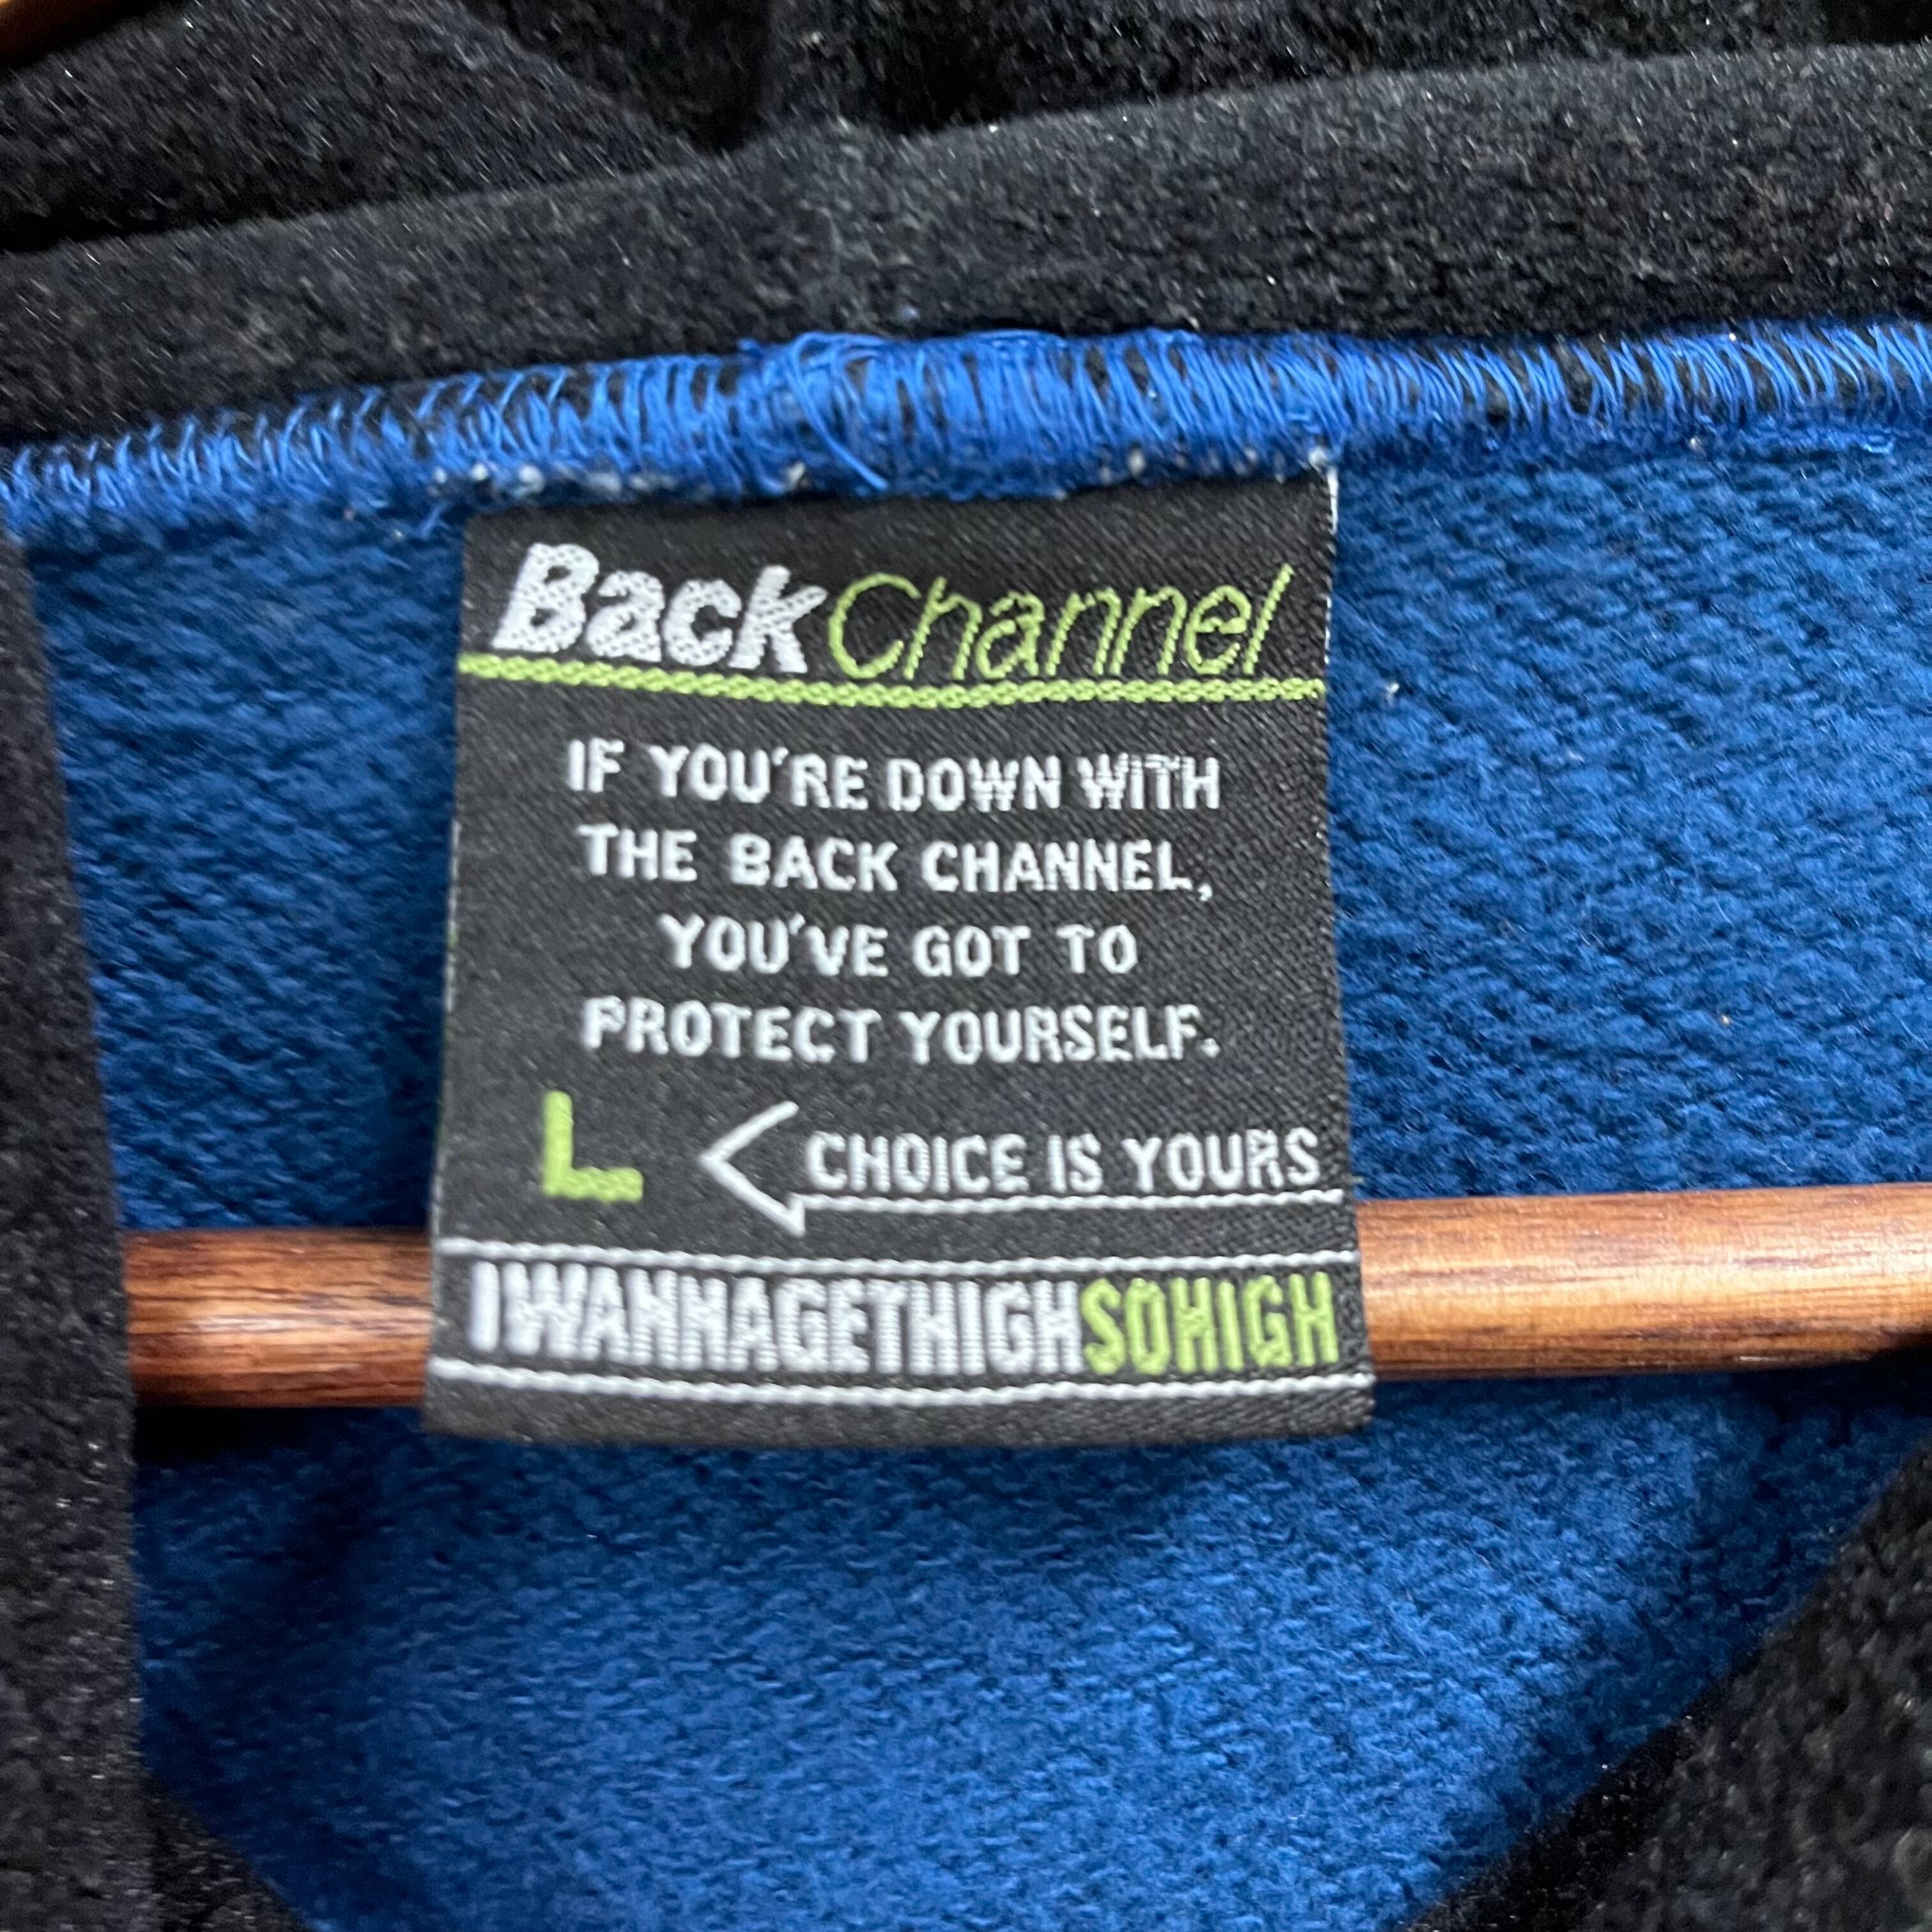 BackChannel
IF YOU'RE DOWN WITH
THE BACK CHANNEL,
YOU'VE GOT TO
PROTECT YOURSELF.
L CHOICE IS YOURS
IWANNAGETHIGHSOHIGH